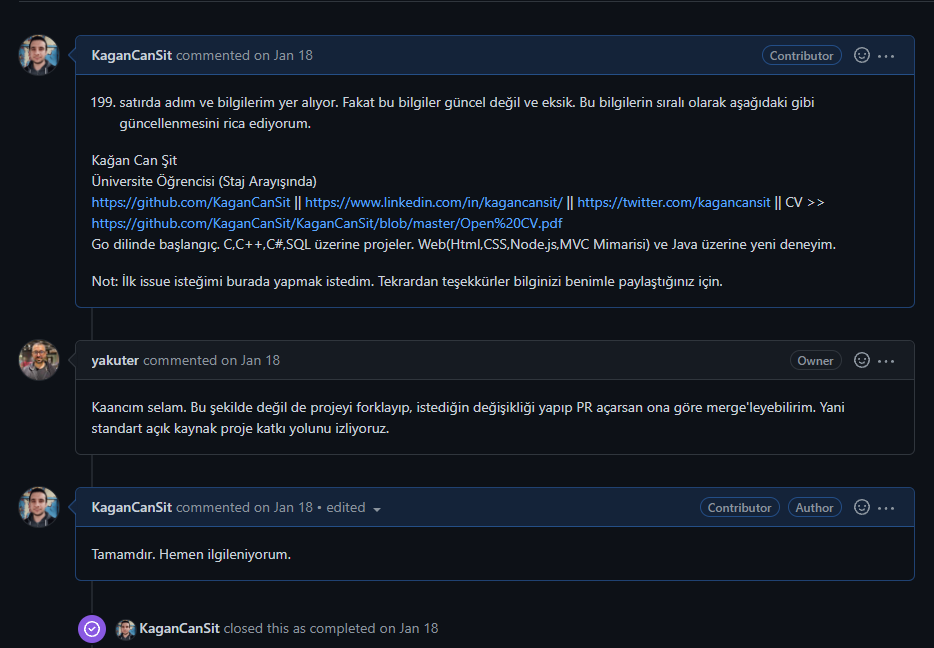 KaganCanSit commented on Jan 18 Contributor
199. satırda adım ve bilgilerim yer alıyor. Fakat bu bilgiler güncel değil ve eksik. Bu bilgilerin sıralı olarak aşağıdaki gibi
güncellenmesini rica ediyorum.
Kağan Can Şit
Üniversite Öğrencisi (Staj Arayışında)
https://github.com/KaganCanSit || https://www.linkedin.com/in/kagancansit/ || https://twitter.com/kagancansit || CV >>
https://github.com/KaganCanSit/KaganCanSit/blob/master/Open%20CV.pdf
Go dilinde başlangıç. C,C++,C#,SQL üzerine projeler. Web(Html,CSS,Node.js,MVC Mimarisi) ve Java üzerine yeni deneyim.
Not: İlk issue isteğimi burada yapmak istedim. Tekrardan teşekkürler bilginizi benimle paylaştığınız için.
yakuter commented on Jan 18 Owner
Kaancım selam. Bu şekilde değil de projeyi forklayıp, istediğin değişikliği yapıp PR açarsan ona göre merge'leyebilirim. Yani
standart açık kaynak proje katkı yolunu izliyoruz.
KaganCanSit commented on Jan 18 • edited Contributor Author
Tamamdır. Hemen ilgileniyorum.
KaganCanSit closed this as completed on Jan 18